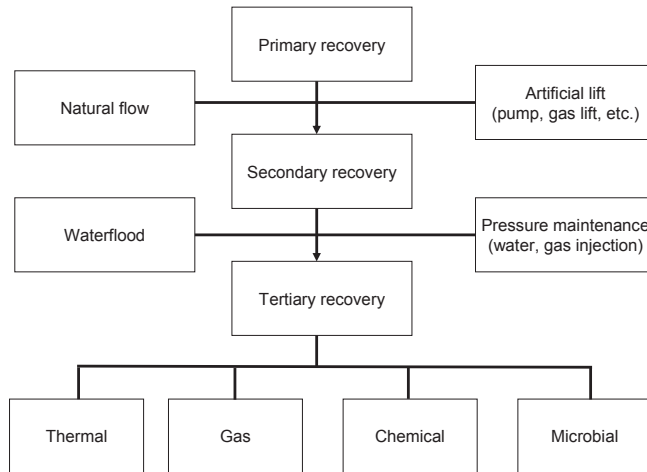 Primary recovery
Natural flow
Artificial lift
(pump, gas lift, etc.)
Secondary recovery
Waterflood
Pressure maintenance
(water, gas injection)
Tertiary recovery
Thermal
Gas
Chemical
Microbial